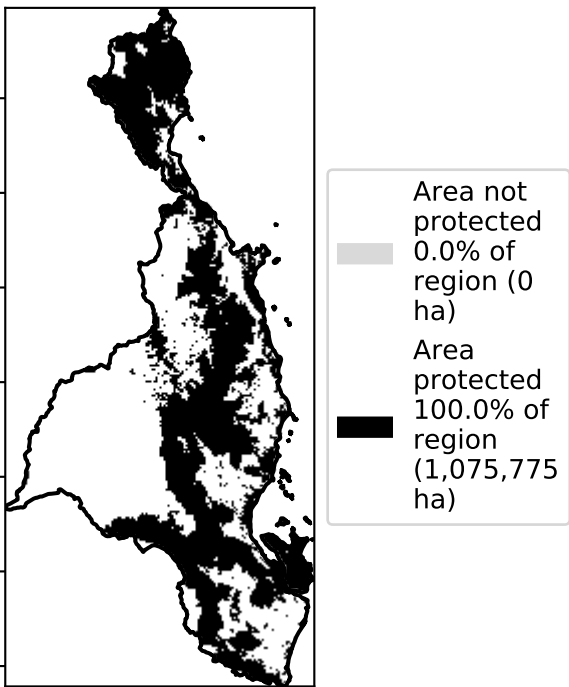 Area not
protected
0.0% of
region (0
ha)
Area
protected
100.0% of
region
(1,075,775
ha)